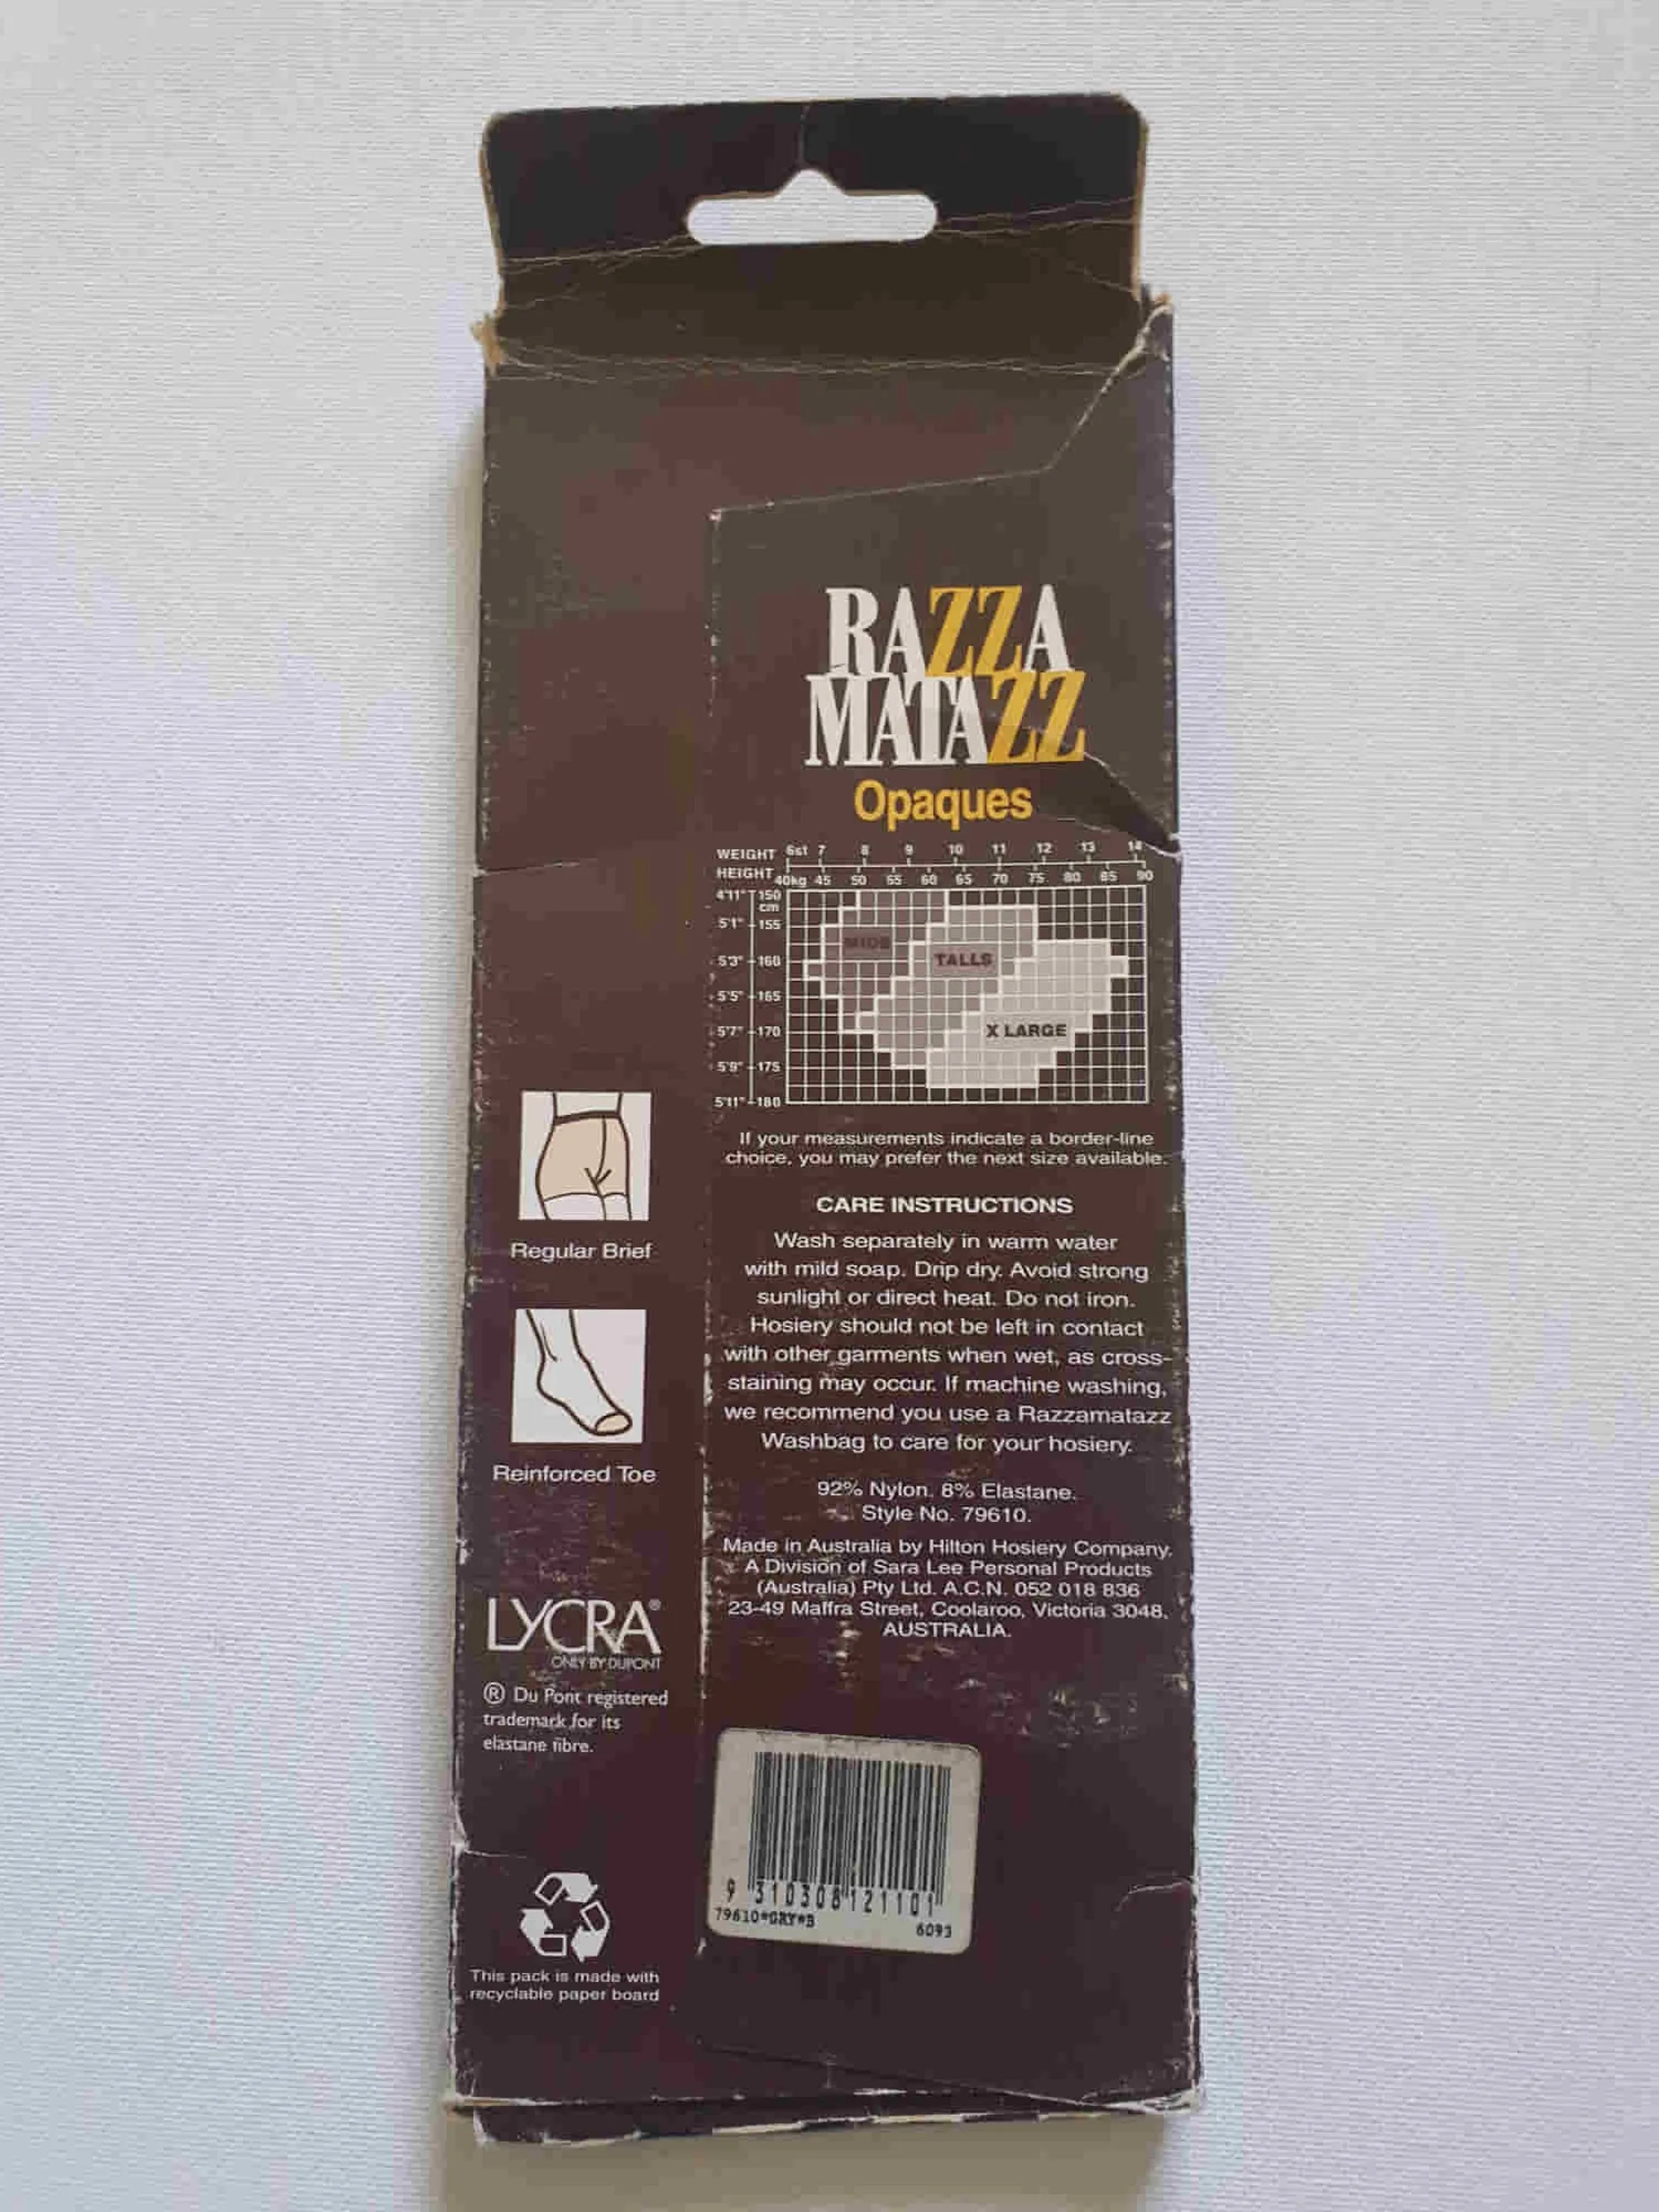 RAZZA
MATAZZ
Opaques
WEIGHT 6st 7 8 9 10 11 12 13 14
HEIGHT 40kg 45 50 55 60 65 70 75 80 85 90
4'11" 150
cm
5'1" 155
MIDS
5'3" 160 TALLS
5'5" 165
5'7" 170 X LARGE
5'9" 175
5'11" 180
If your measurements indicate a border-line
choice, you may prefer the next size available.
CARE INSTRUCTIONS
Wash separately in warm water
with mild soap. Drip dry. Avoid strong
sunlight or direct heat. Do not iron.
Hosiery should not be left in contact
with other garments when wet, as cross-
staining may occur. If machine washing,
we recommend you use a Razzamatazz
Washbag to care for your hosiery.
92% Nylon. 8% Elastane.
Style No. 79610.
Made in Australia by Hilton Hosiery Company.
A Division of Sara Lee Personal Products
(Australia) Pty Ltd. A.C.N. 052 018 836
23-49 Maffra Street, Coolaroo, Victoria 3048.
AUSTRALIA.
9 310308 121101
79610*GRY*B 6093
Regular Brief
Reinforced Toe
LYCRA®
ONLY BY DUPONT
® Du Pont registered
trademark for its
elastane fibre.
This pack is made with
recyclable paper board